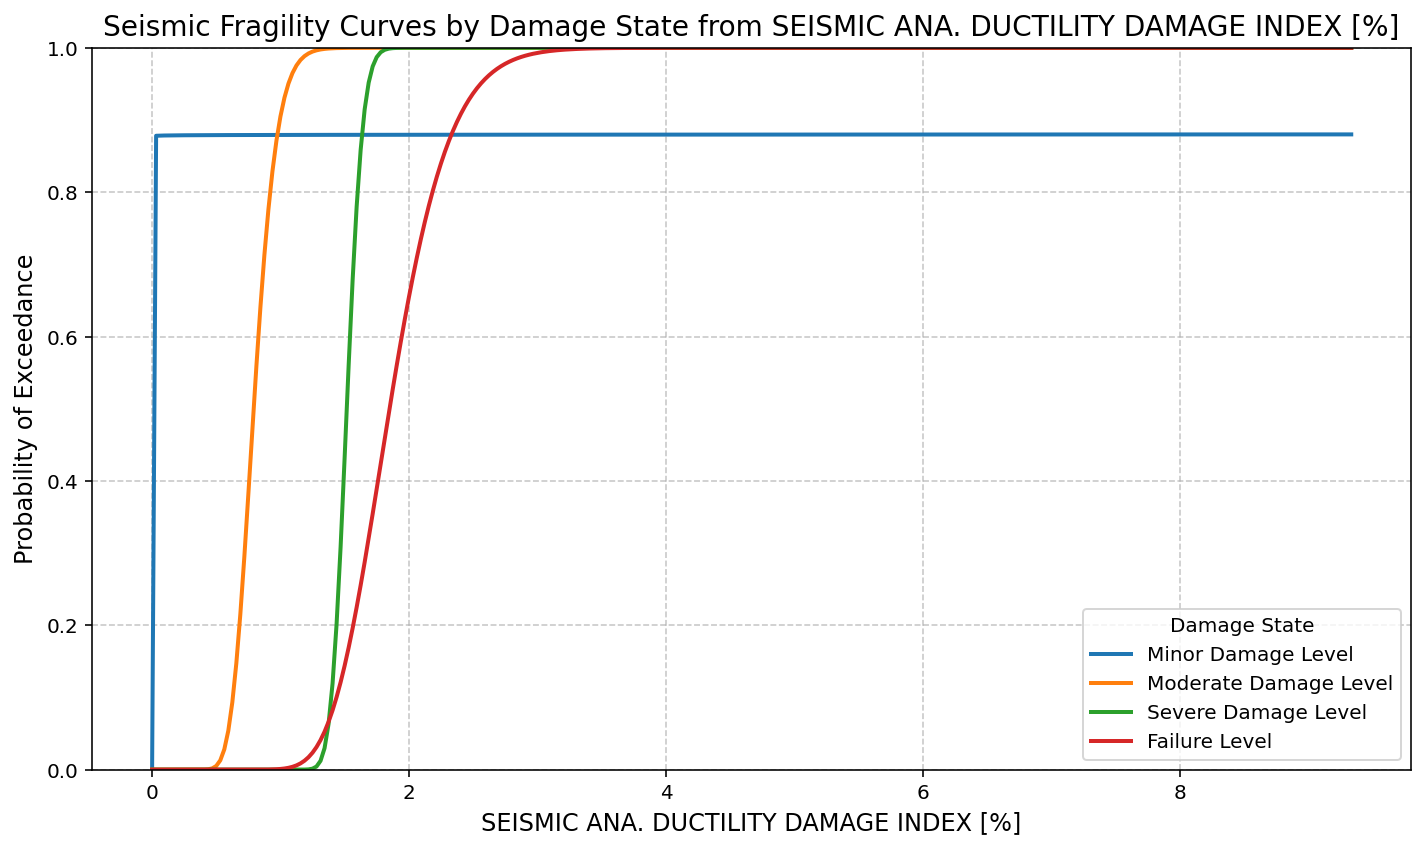 Seismic Fragility Curves by Damage State from SEISMIC ANA. DUCTILITY DAMAGE INDEX [%]
Probability of Exceedance
1.0
0.8
0.6
0.4
0.2
0.0
0
2
4
6
8
SEISMIC ANA. DUCTILITY DAMAGE INDEX [%]
Damage State
Minor Damage Level
Moderate Damage Level
Severe Damage Level
Failure Level